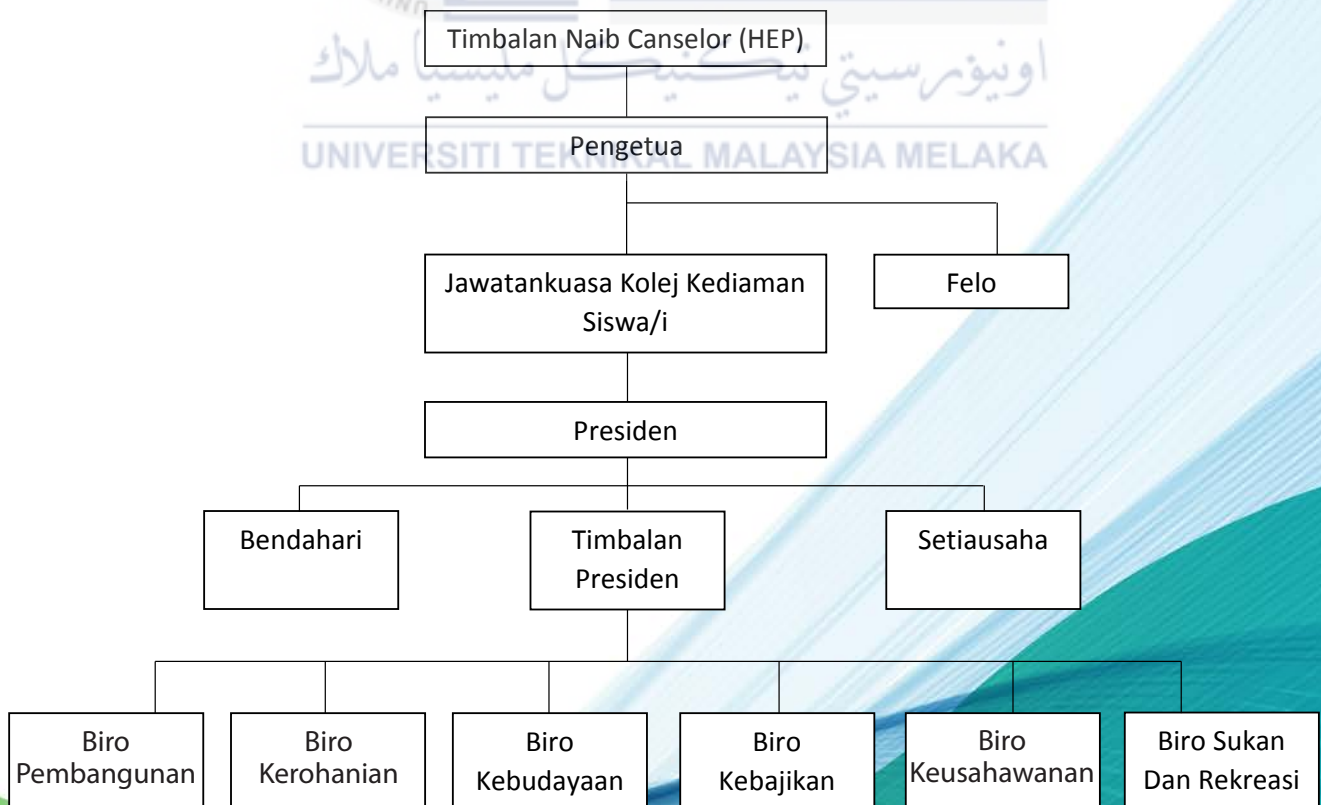 Timbalan Naib Canselor (HEP)
اونيۏرسيتي تيکنيکل مليسيا ملاك
Pengetua
UNIVERSITI TEKNIKAL MALAYSIA MELAKA
Jawatankuasa Kolej Kediaman
Siswa/i
Felo
Presiden
Bendahari
Timbalan
Presiden
Setiausaha
Biro
Pembangunan
Biro
Kerohanian
Biro
Kebudayaan
Biro
Kebajikan
Biro
Keusahawanan
Biro Sukan
Dan Rekreasi